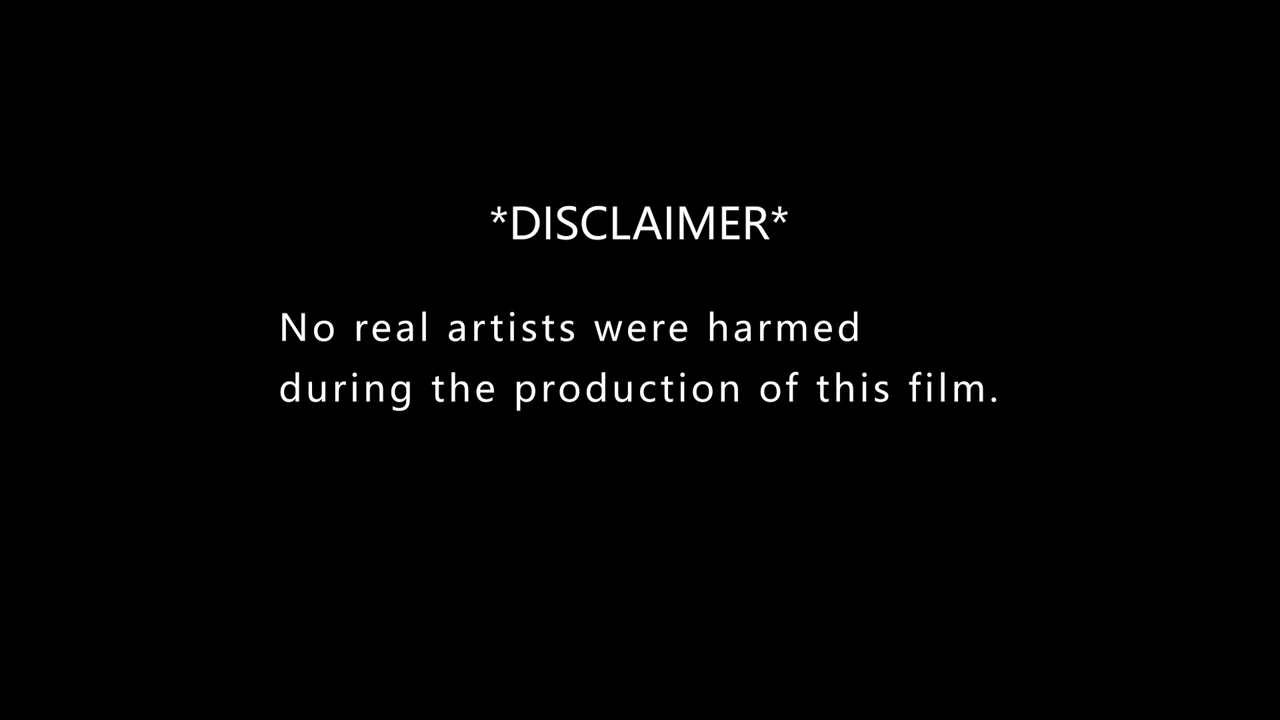 *DISCLAIMER*
No real artists were harmed
during the production of this film.